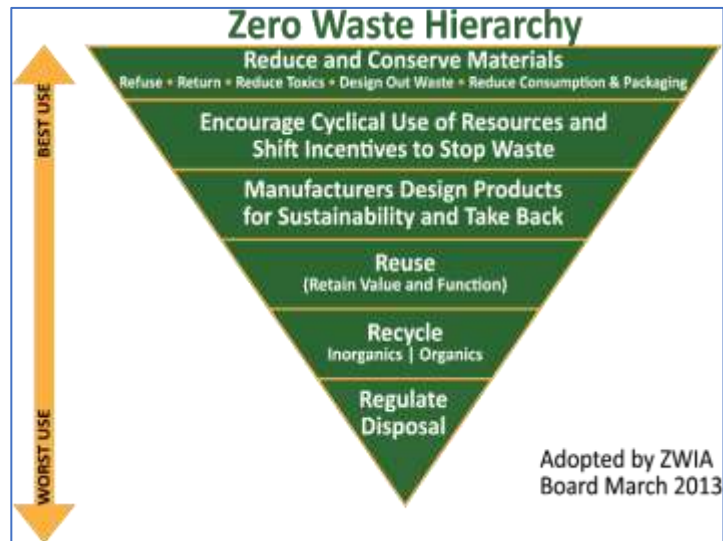 Zero Waste Hierarchy
Reduce and Conserve Materials
Refuse • Return • Reduce Toxics • Design Out Waste • Reduce Consumption & Packaging
Encourage Cyclical Use of Resources and
Shift Incentives to Stop Waste
Manufacturers Design Products
for Sustainability and Take Back
Reuse
(Retain Value and Function)
Recycle
Inorganics | Organics
Regulate
Disposal
BEST USE
WORST USE
Adopted by ZWIA
Board March 2013